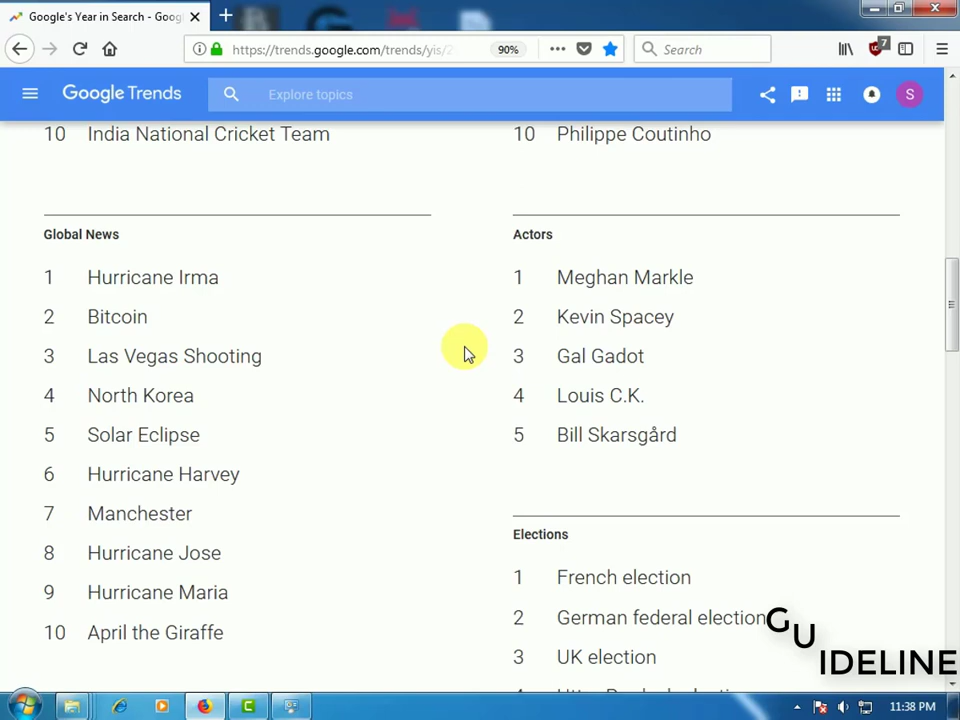 Google's Year in Search - Goog
https://trends.google.com/trends/yis/2
90%
Search
7
Google Trends
Explore topics
S
10 India National Cricket Team
10 Philippe Coutinho
Global News
1 Hurricane Irma
2 Bitcoin
3 Las Vegas Shooting
4 North Korea
5 Solar Eclipse
6 Hurricane Harvey
7 Manchester
8 Hurricane Jose
9 Hurricane Maria
10 April the Giraffe
Actors
1 Meghan Markle
2 Kevin Spacey
3 Gal Gadot
4 Louis C.K.
5 Bill Skarsgård
Elections
1 French election
2 German federal election
3 UK election
GUIDELINE
11:38 PM